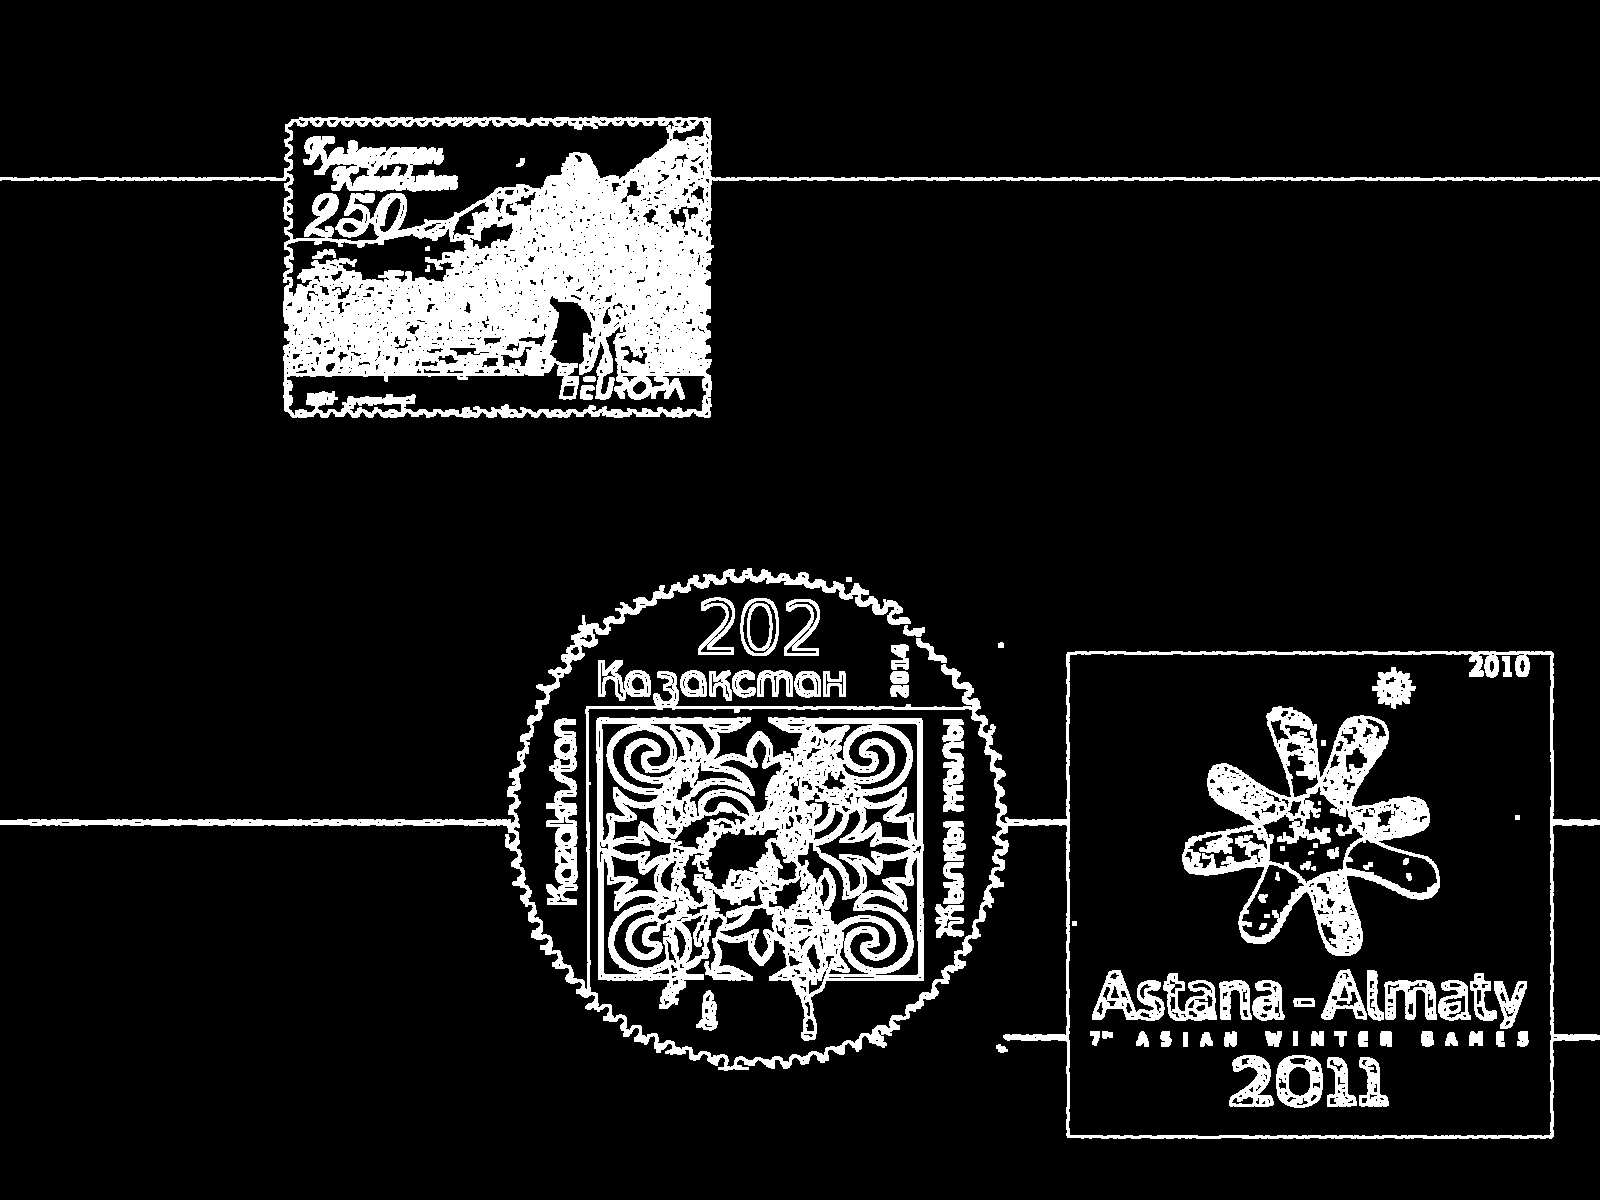 Қазақстан
Kazakhstan
250
EUROPA
202
Қазақстан
2014
Kazakhstan
Жылқы жылы
2010
Astana - Almaty
7th ASIAN WINTER GAMES
2011